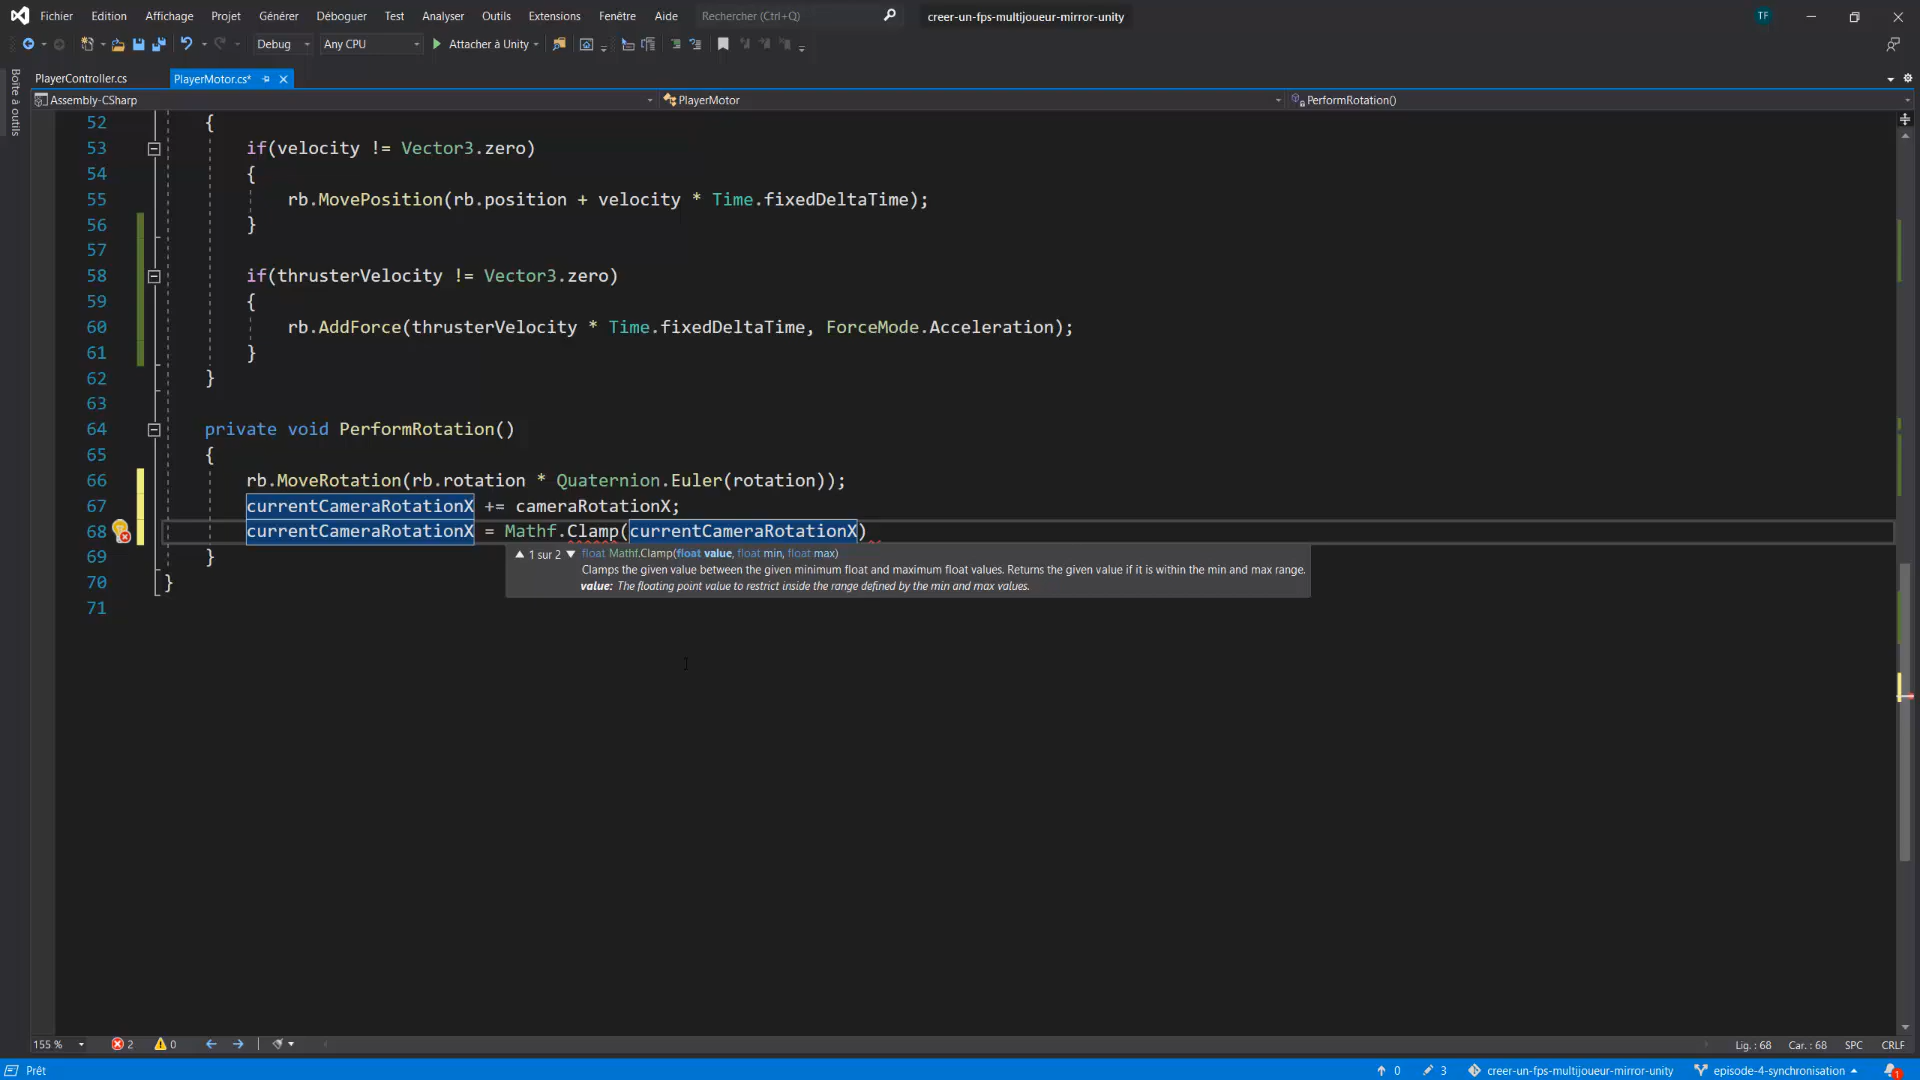 Fichier Edition Affichage Projet Générer Déboguer Test Analyser Outils Extensions Fenêtre Aide Rechercher (Ctrl+Q) creer-un-fps-multijoueur-mirror-unity TF
Debug Any CPU Attacher à Unity
Boîte à outils
PlayerController.cs PlayerMotor.cs*
Assembly-CSharp PlayerMotor PerformRotation()
52 {
53 if(velocity != Vector3.zero)
54 {
55 rb.MovePosition(rb.position + velocity * Time.fixedDeltaTime);
56 }
57
58 if(thrusterVelocity != Vector3.zero)
59 {
60 rb.AddForce(thrusterVelocity * Time.fixedDeltaTime, ForceMode.Acceleration);
61 }
62 }
63
64 private void PerformRotation()
65 {
66 rb.MoveRotation(rb.rotation * Quaternion.Euler(rotation));
67 currentCameraRotationX += cameraRotationX;
68 currentCameraRotationX = Mathf.Clamp(currentCameraRotationX)
69 }
▲ 1 sur 2 ▼ float Mathf.Clamp(float value, float min, float max)
Clamps the given value between the given minimum float and maximum float values. Returns the given value if it is within the min and max range.
value: The floating point value to restrict inside the range defined by the min and max values.
70 }
71
155 % 2 0 Lig. : 68 Car. : 68 SPC CRLF
Prêt 0 3 creer-un-fps-multijoueur-mirror-unity episode-4-synchronisation 1